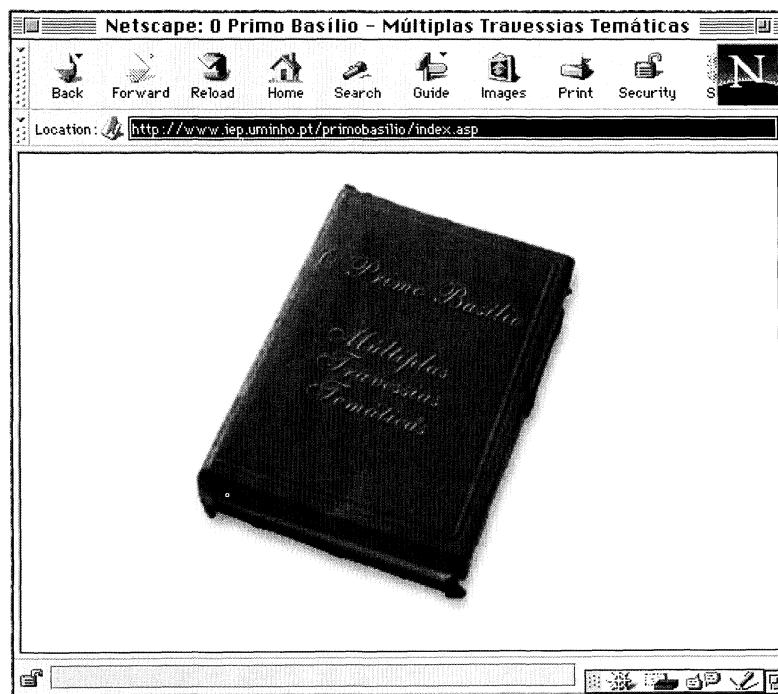 Netscape: O Primo Basílio – Múltiplas Travessias Temáticas
Back Forward Reload Home Search Guide Images Print Security S N
Location: http://www.iep.uminho.pt/primobasilio/index.asp
O Primo Basílio
Múltiplas
Travessias
Temáticas